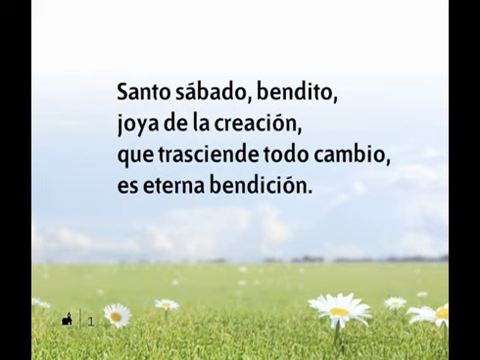 Santo sábado, bendito,
joya de la creación,
que trasciende todo cambio,
es eterna bendición.
1